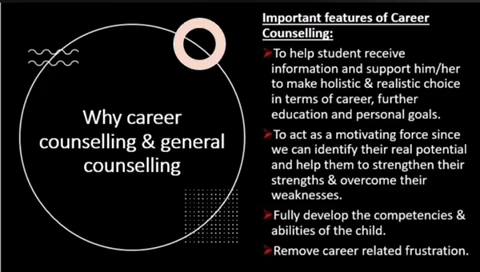 Why career
counselling & general
counselling
Important features of Career
Counselling:
To help student receive
information and support him/her
to make holistic & realistic choice
in terms of career, further
education and personal goals.
To act as a motivating force since
we can identify their real potential
and help them to strengthen their
strengths & overcome their
weaknesses.
Fully develop the competencies &
abilities of the child.
Remove career related frustration.